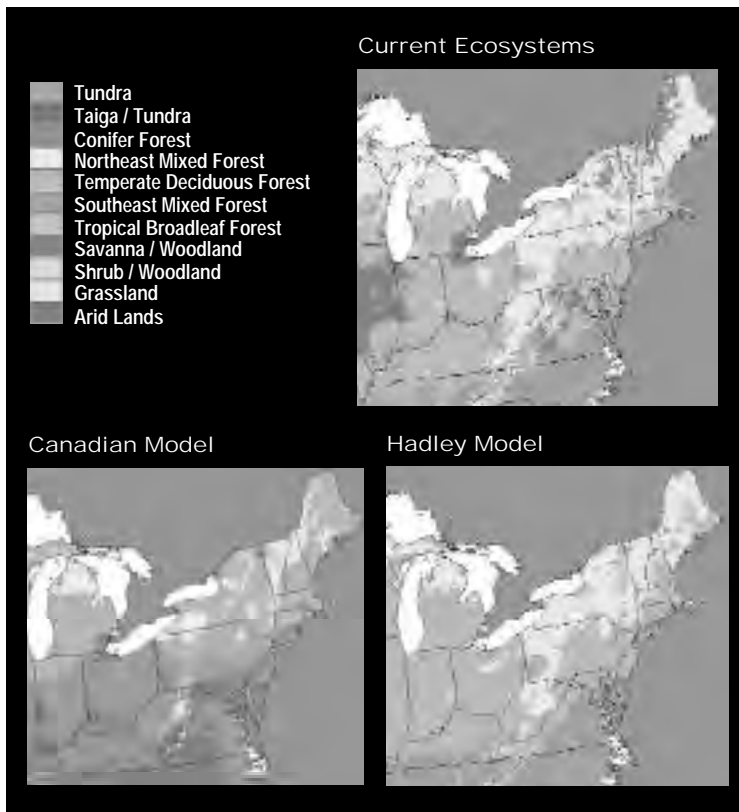 Current Ecosystems
Tundra
Taiga / Tundra
Conifer Forest
Northeast Mixed Forest
Temperate Deciduous Forest
Southeast Mixed Forest
Tropical Broadleaf Forest
Savanna / Woodland
Shrub / Woodland
Grassland
Arid Lands
Canadian Model
Hadley Model